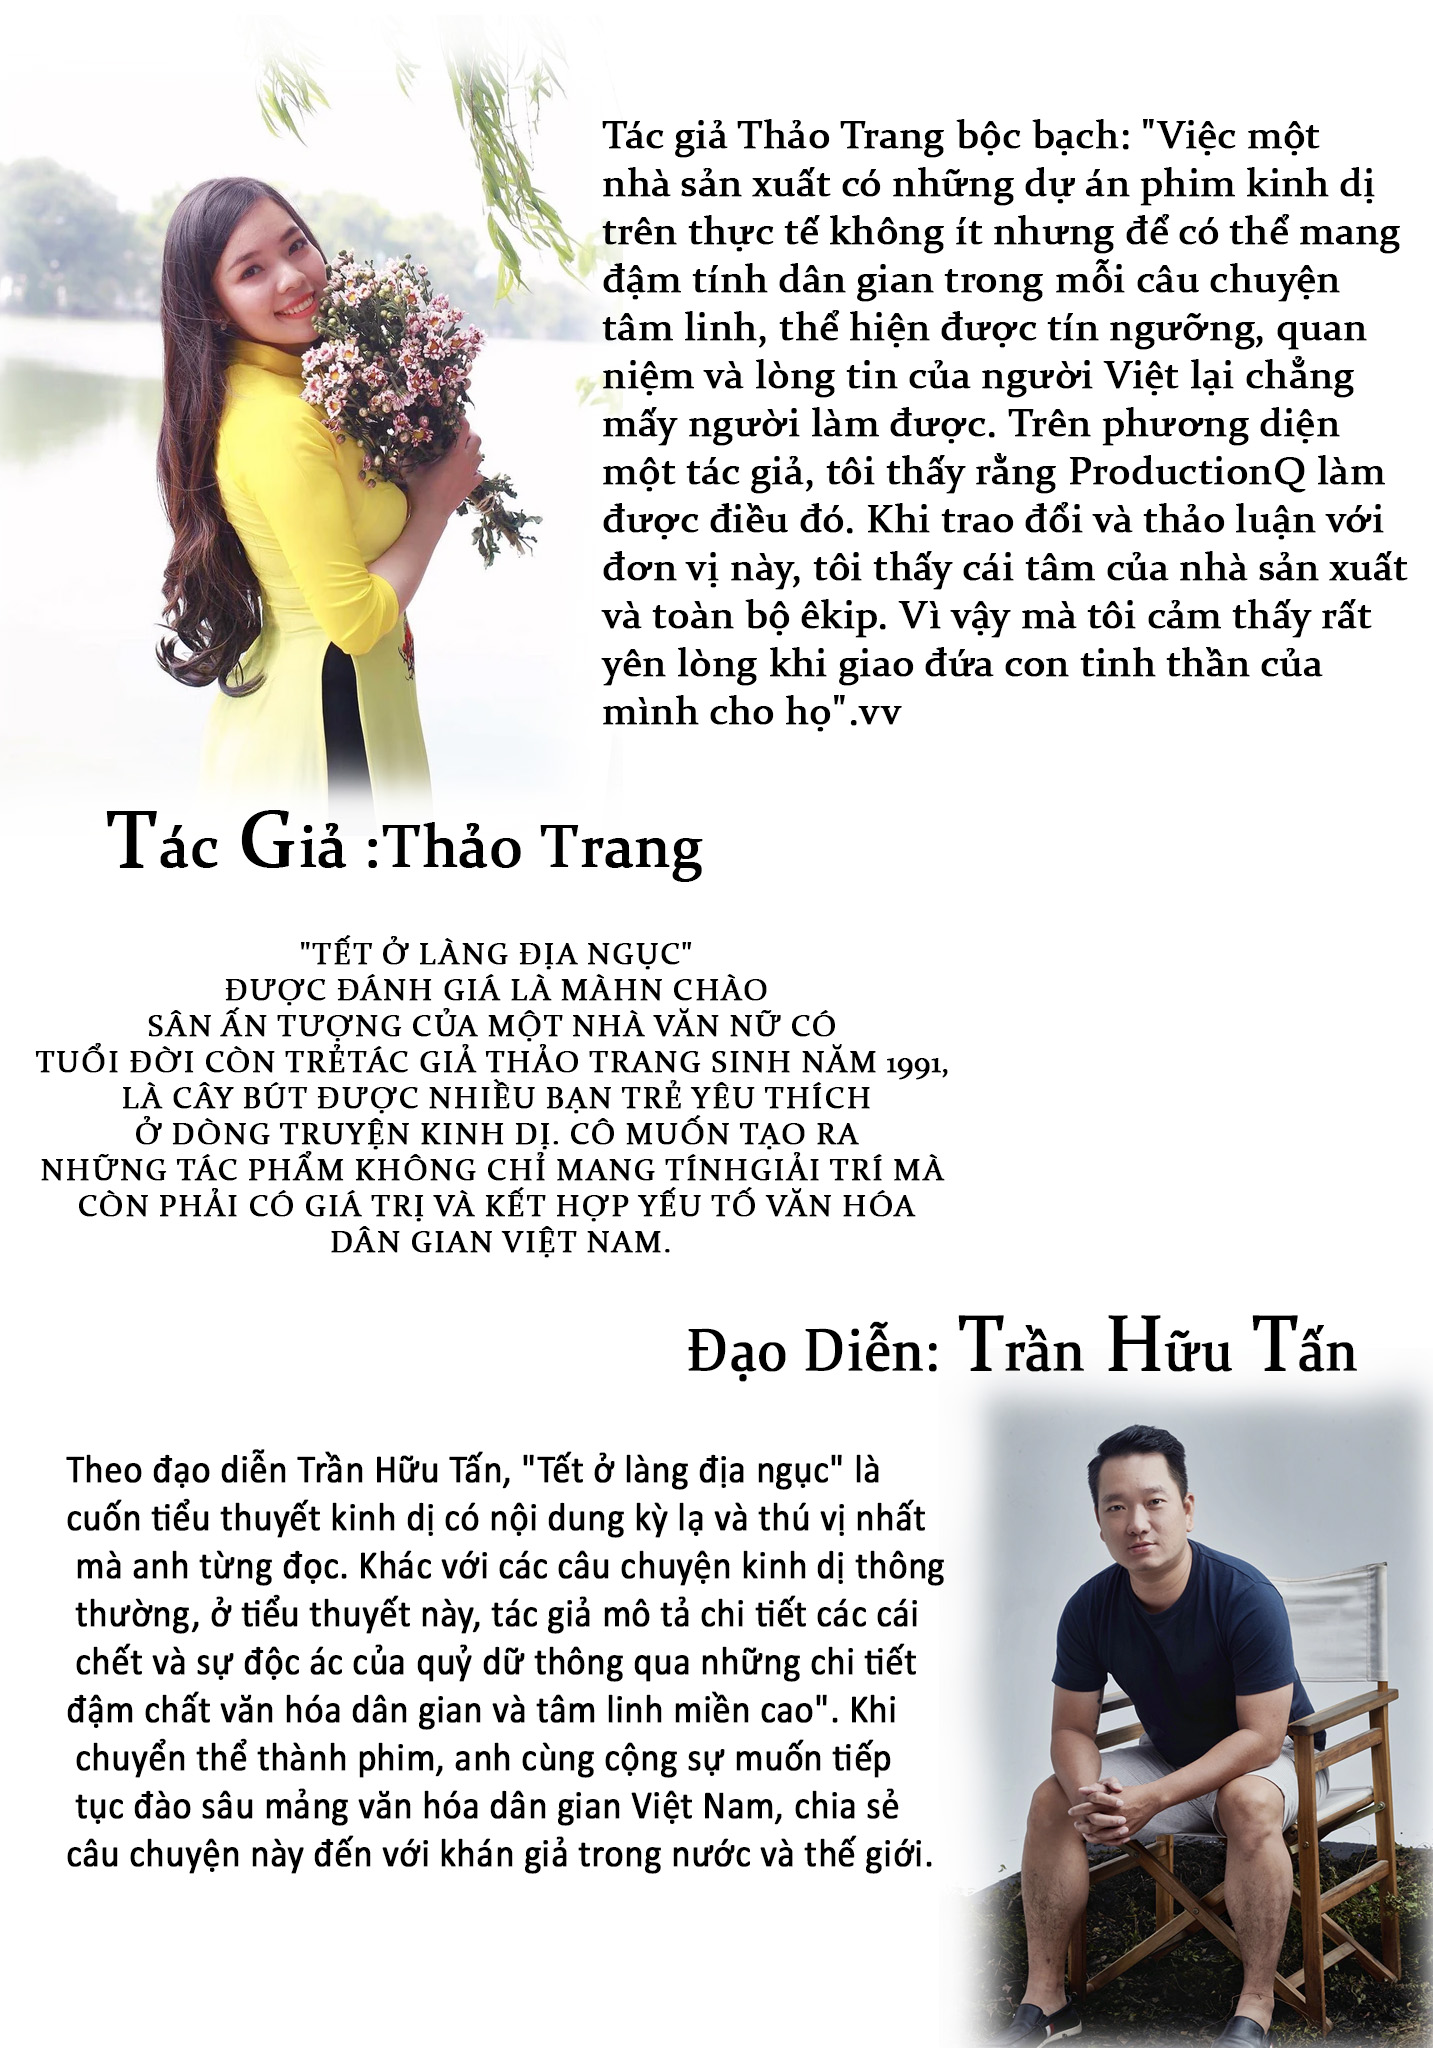 Tác giả Thảo Trang bộc bạch: "Việc một
nhà sản xuất có những dự án phim kinh dị
trên thực tế không ít nhưng để có thể mang
đậm tính dân gian trong mỗi câu chuyện
tâm linh, thể hiện được tín ngưỡng, quan
niệm và lòng tin của người Việt lại chẳng
mấy người làm được. Trên phương diện
một tác giả, tôi thấy rằng ProductionQ làm
được điều đó. Khi trao đổi và thảo luận với
đơn vị này, tôi thấy cái tâm của nhà sản xuất
và toàn bộ êkip. Vì vậy mà tôi cảm thấy rất
yên lòng khi giao đứa con tinh thần của
mình cho họ".vv
Tác Giả :Thảo Trang
"TẾT Ở LÀNG ĐỊA NGỤC"
ĐƯỢC ĐÁNH GIÁ LÀ MÀHN CHÀO
SÂN ẤN TƯỢNG CỦA MỘT NHÀ VĂN NỮ CÓ
TUỔI ĐỜI CÒN TRẺTÁC GIẢ THẢO TRANG SINH NĂM 1991,
LÀ CÂY BÚT ĐƯỢC NHIỀU BẠN TRẺ YÊU THÍCH
Ở DÒNG TRUYỆN KINH DỊ. CÔ MUỐN TẠO RA
NHỮNG TÁC PHẨM KHÔNG CHỈ MANG TÍNHGIẢI TRÍ MÀ
CÒN PHẢI CÓ GIÁ TRỊ VÀ KẾT HỢP YẾU TỐ VĂN HÓA
DÂN GIAN VIỆT NAM.
Đạo Diễn: Trần Hữu Tấn
Theo đạo diễn Trần Hữu Tấn, "Tết ở làng địa ngục" là
cuốn tiểu thuyết kinh dị có nội dung kỳ lạ và thú vị nhất
mà anh từng đọc. Khác với các câu chuyện kinh dị thông
thường, ở tiểu thuyết này, tác giả mô tả chi tiết các cái
chết và sự độc ác của quỷ dữ thông qua những chi tiết
đậm chất văn hóa dân gian và tâm linh miền cao". Khi
chuyển thể thành phim, anh cùng cộng sự muốn tiếp
tục đào sâu mảng văn hóa dân gian Việt Nam, chia sẻ
câu chuyện này đến với khán giả trong nước và thế giới.